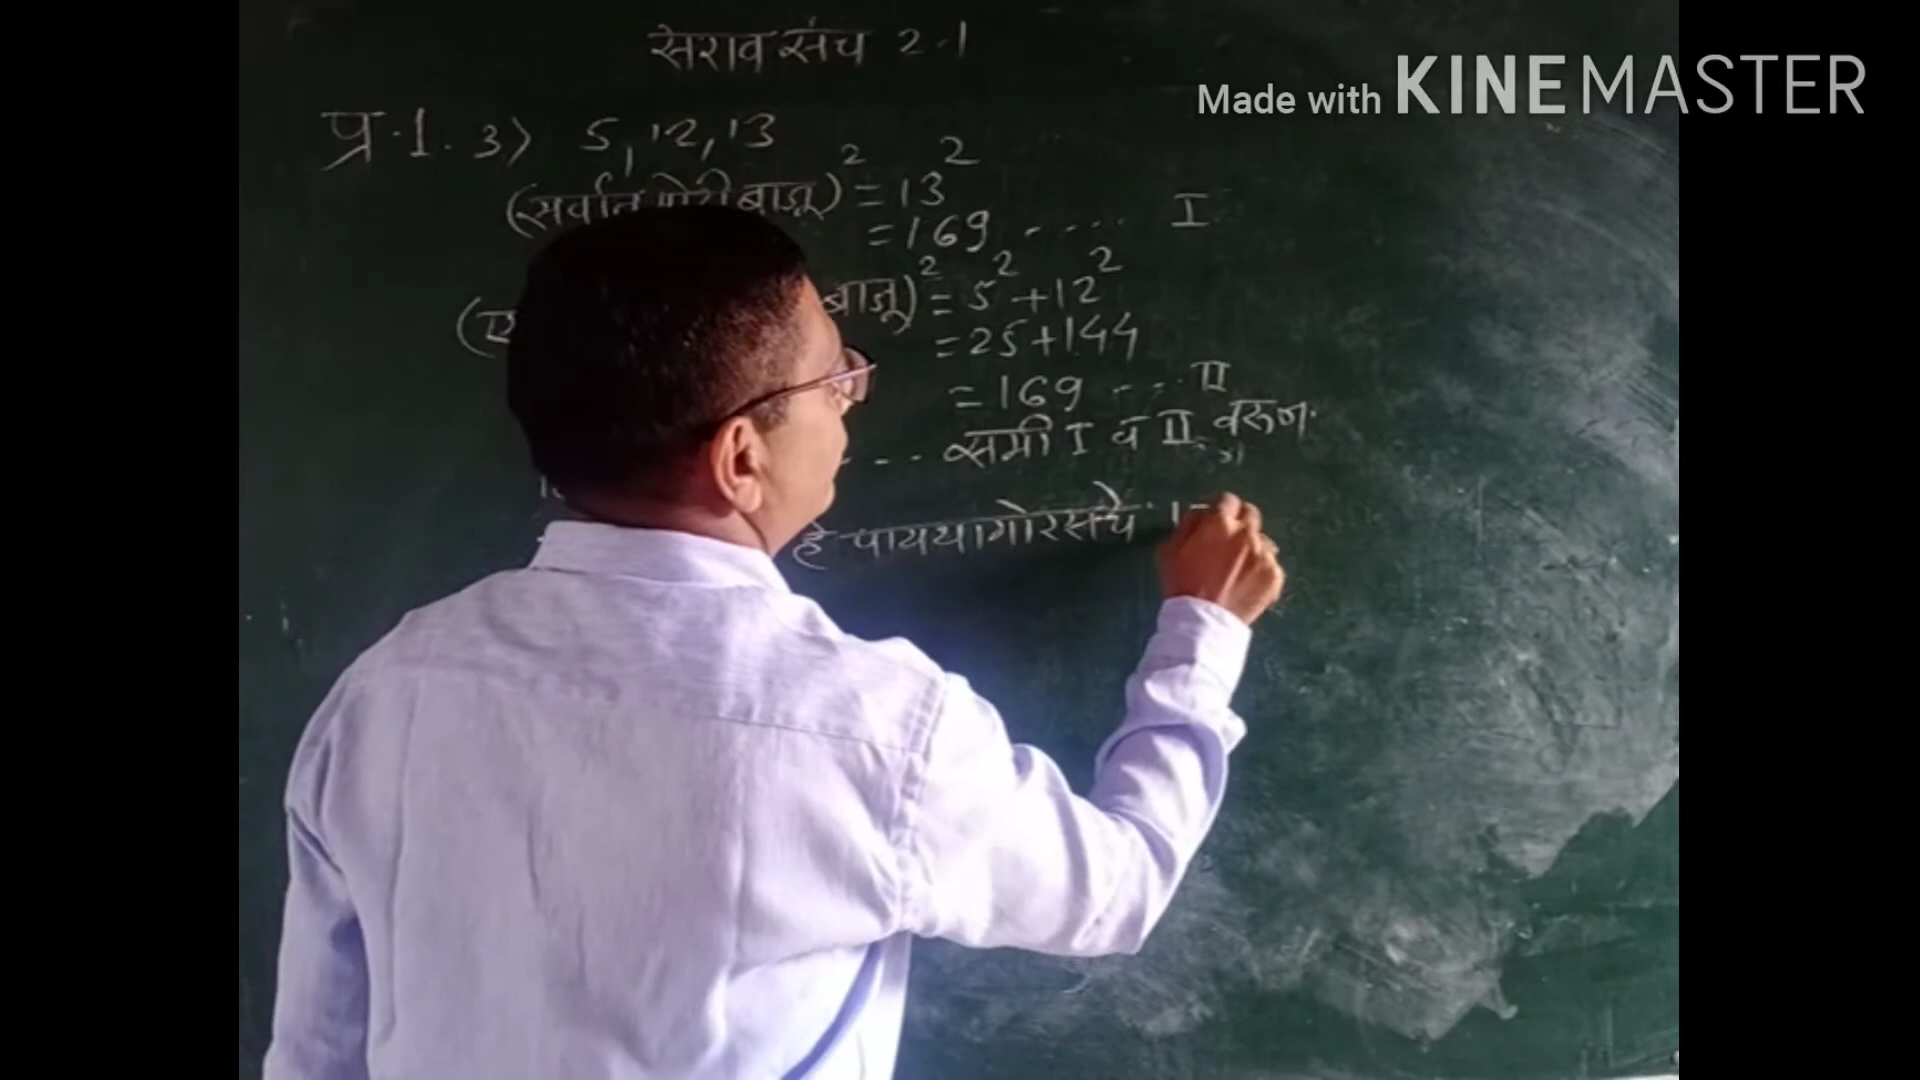 सराव संच 2.1
Made with KINEMASTER
प्र.1. 3) 5, 12, 13
(सर्वात मोठी बाजू)² = 13²
= 169 .... I
बाजू)² = 5² + 12²
= 25 + 144
= 169 ... II
... समी I व II वरून.
हे पायथागोरसचे